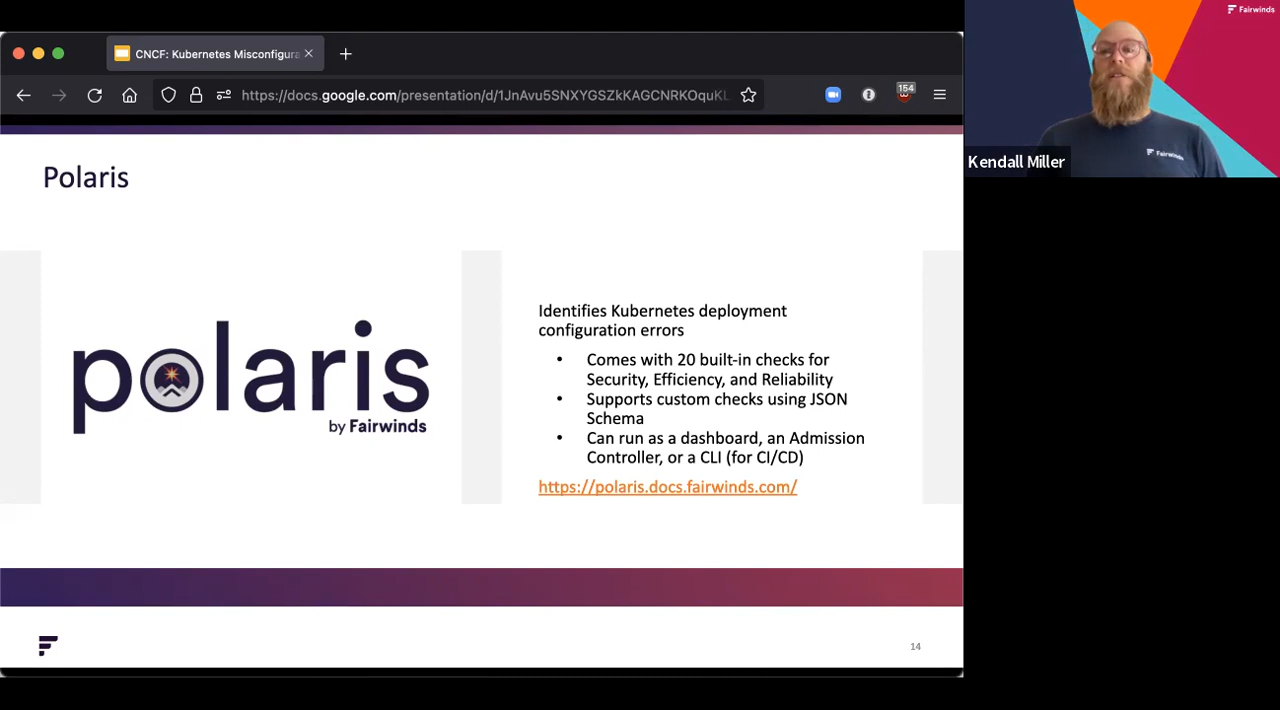 CNCF: Kubernetes Misconfigura
https://docs.google.com/presentation/d/1JnAvu5SNXYGSZkKAGCNRKOquKL
154
Fairwinds
Fairwinds
Kendall Miller
Polaris
polaris
by Fairwinds
Identifies Kubernetes deployment
configuration errors
• Comes with 20 built-in checks for
Security, Efficiency, and Reliability
• Supports custom checks using JSON
Schema
• Can run as a dashboard, an Admission
Controller, or a CLI (for CI/CD)
https://polaris.docs.fairwinds.com/
14